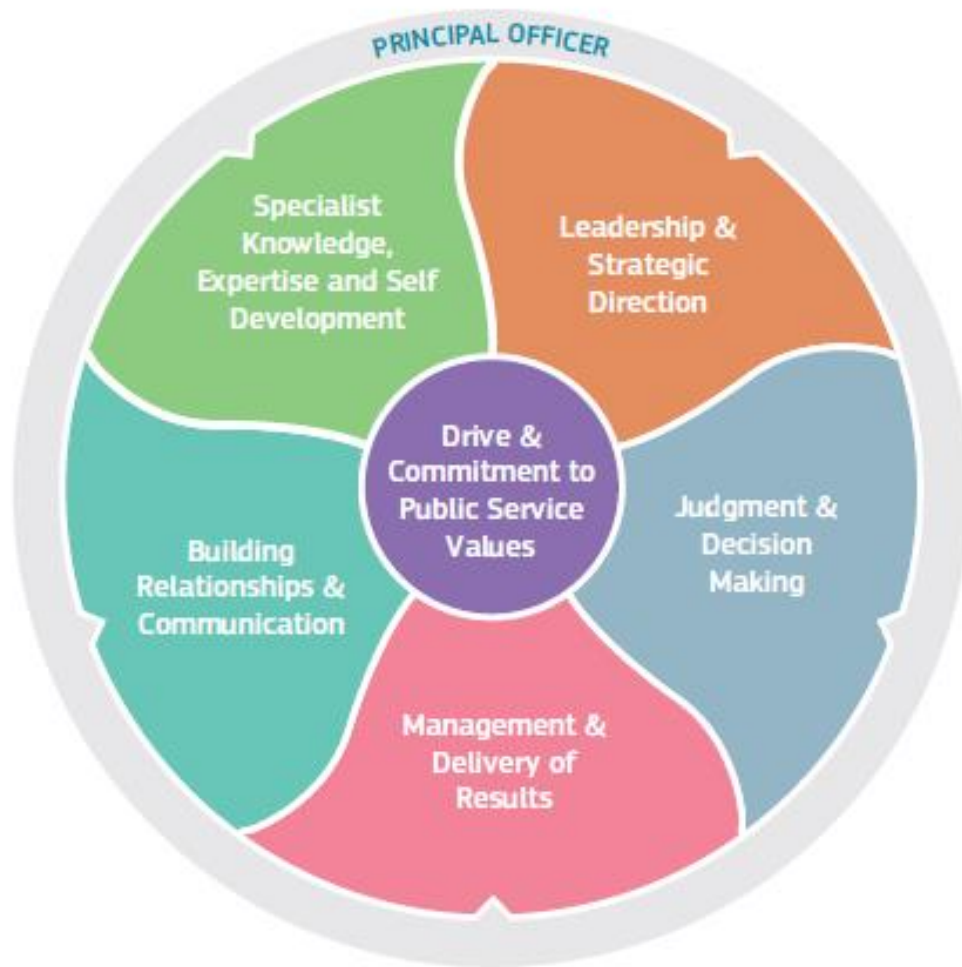 PRINCIPAL OFFICER
Specialist
Knowledge,
Expertise and Self
Development
Leadership &
Strategic
Direction
Drive &
Commitment to
Public Service
Values
Judgment &
Decision
Making
Building
Relationships &
Communication
Management &
Delivery of
Results